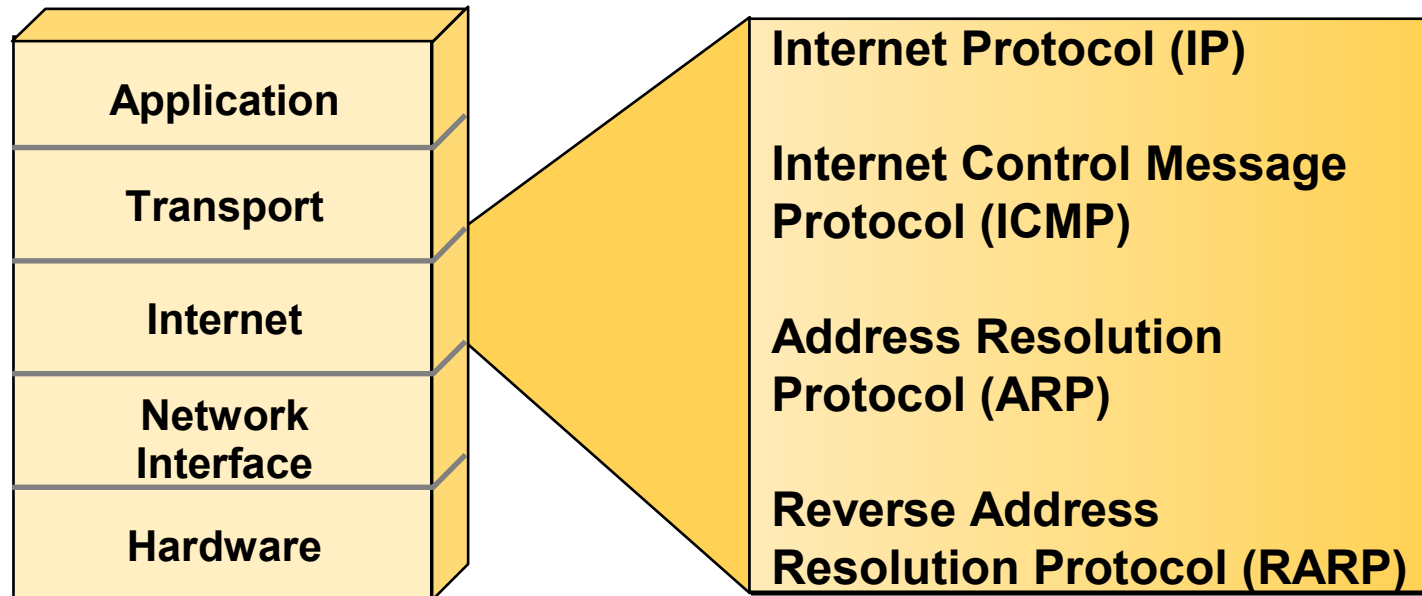 Application
Transport
Internet
Network
Interface
Hardware
Internet Protocol (IP)
Internet Control Message
Protocol (ICMP)
Address Resolution
Protocol (ARP)
Reverse Address
Resolution Protocol (RARP)